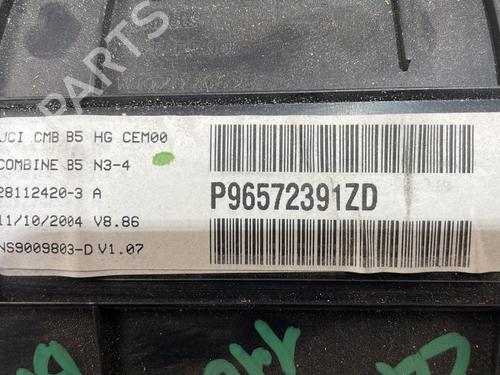 PARTS
JCI CMB B5 HG CEM00
COMBINE B5 N3-4
28112420-3 A
11/10/2004 V8.86
NS9009803-D V1.07
P96572391ZD